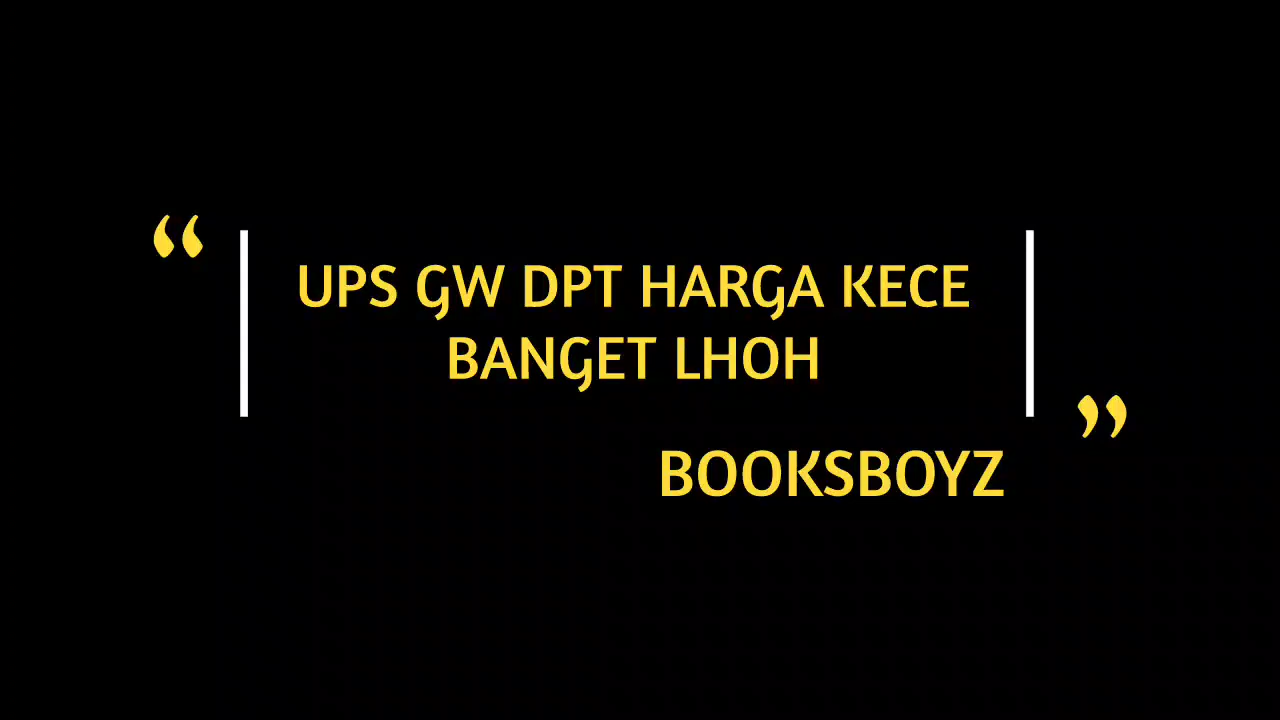 “
UPS GW DPT HARGA KECE
BANGET LHOH
”
BOOKSBOYZ